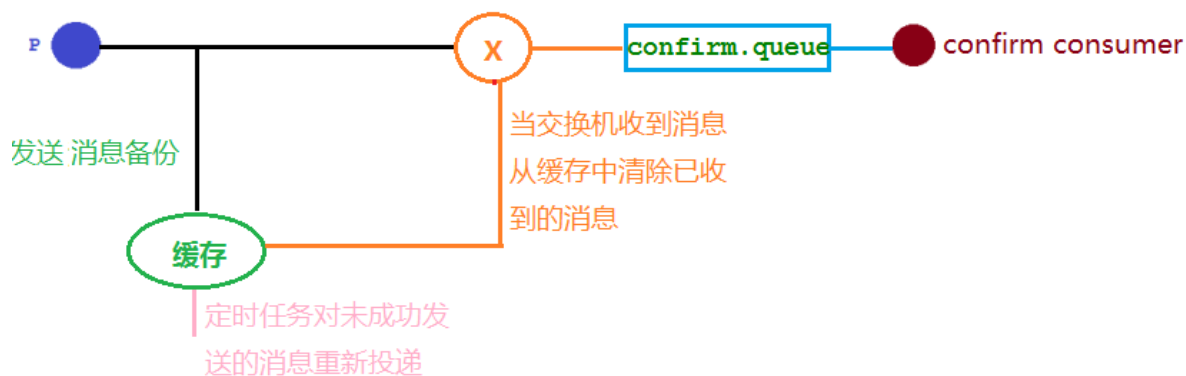 P
X
confirm.queue
confirm consumer
发送 消息备份
当交换机收到消息
从缓存中清除已收
到的消息
缓存
定时任务对未成功发
送的消息重新投递